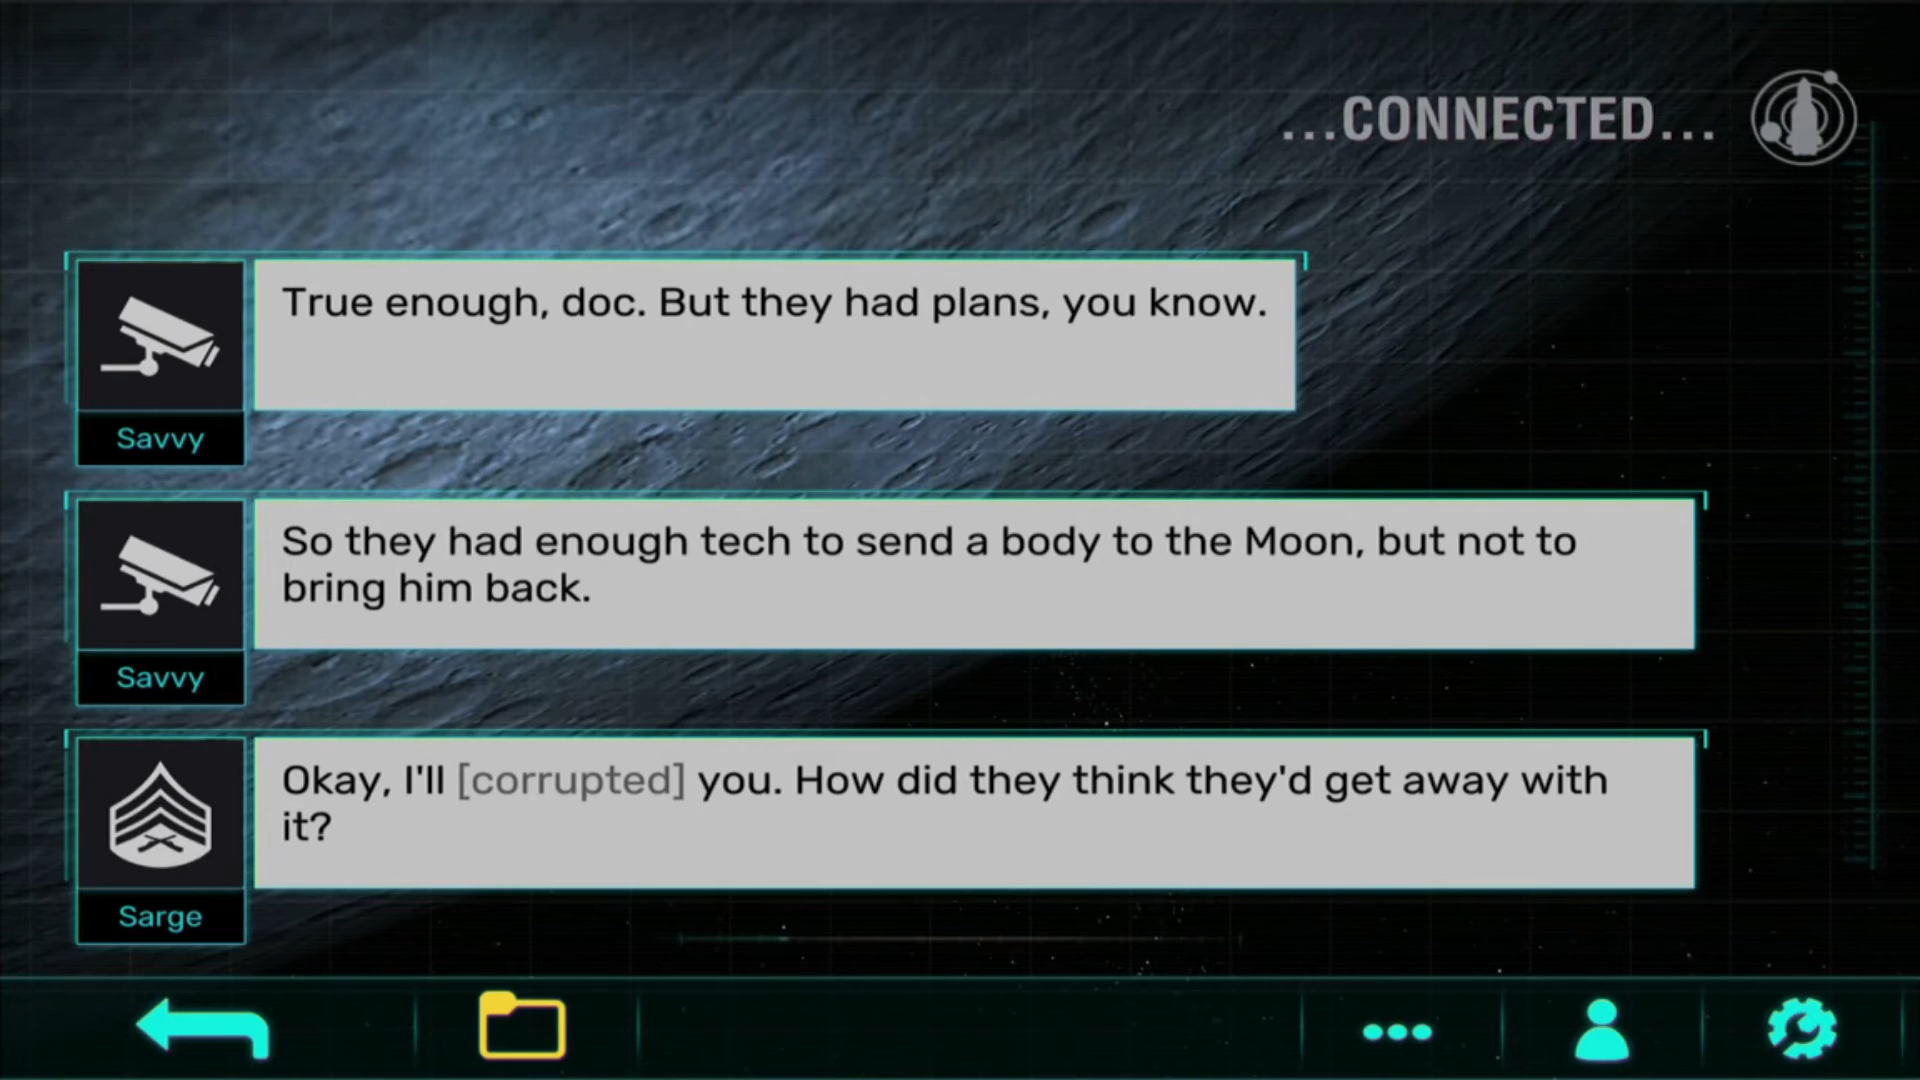 ...CONNECTED...
True enough, doc. But they had plans, you know.
Savvy
So they had enough tech to send a body to the Moon, but not to
bring him back.
Savvy
Okay, I'll [corrupted] you. How did they think they'd get away with
it?
Sarge